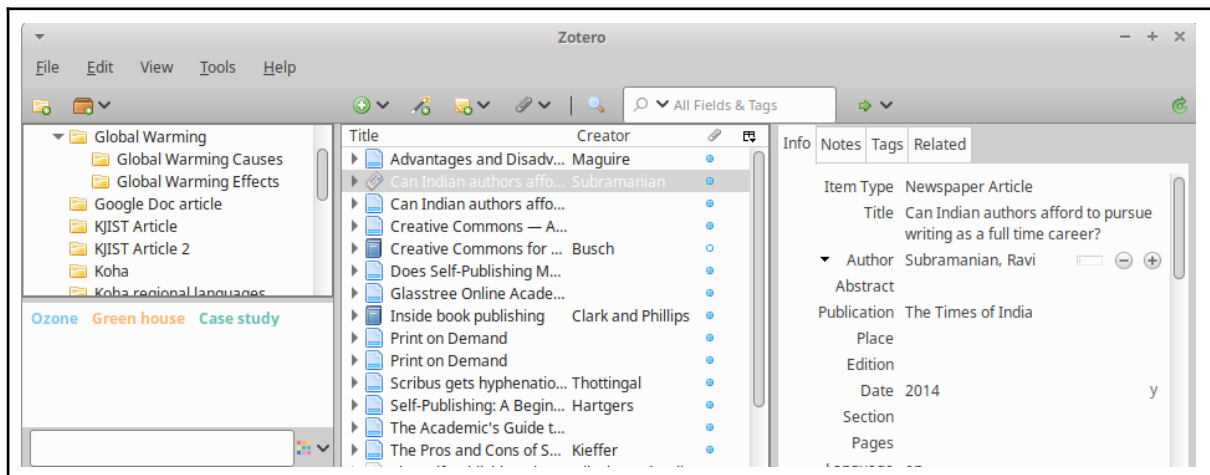 Zotero
File Edit View Tools Help
All Fields & Tags
Global Warming
Global Warming Causes
Global Warming Effects
Google Doc article
KJIST Article
KJIST Article 2
Koha
Koha regional languages
Ozone Green house Case study
Title Creator
Advantages and Disadv... Maguire
Can Indian authors affo... Subramanian
Can Indian authors affo...
Creative Commons — A...
Creative Commons for ... Busch
Does Self-Publishing M...
Glasstree Online Acade...
Inside book publishing Clark and Phillips
Print on Demand
Print on Demand
Scribus gets hyphenatio... Thottingal
Self-Publishing: A Begin... Hartgers
The Academic's Guide t...
The Pros and Cons of S... Kieffer
Info Notes Tags Related
Item Type Newspaper Article
Title Can Indian authors afford to pursue
writing as a full time career?
Author Subramanian, Ravi
Abstract
Publication The Times of India
Place
Edition
Date 2014 y
Section
Pages
Language en